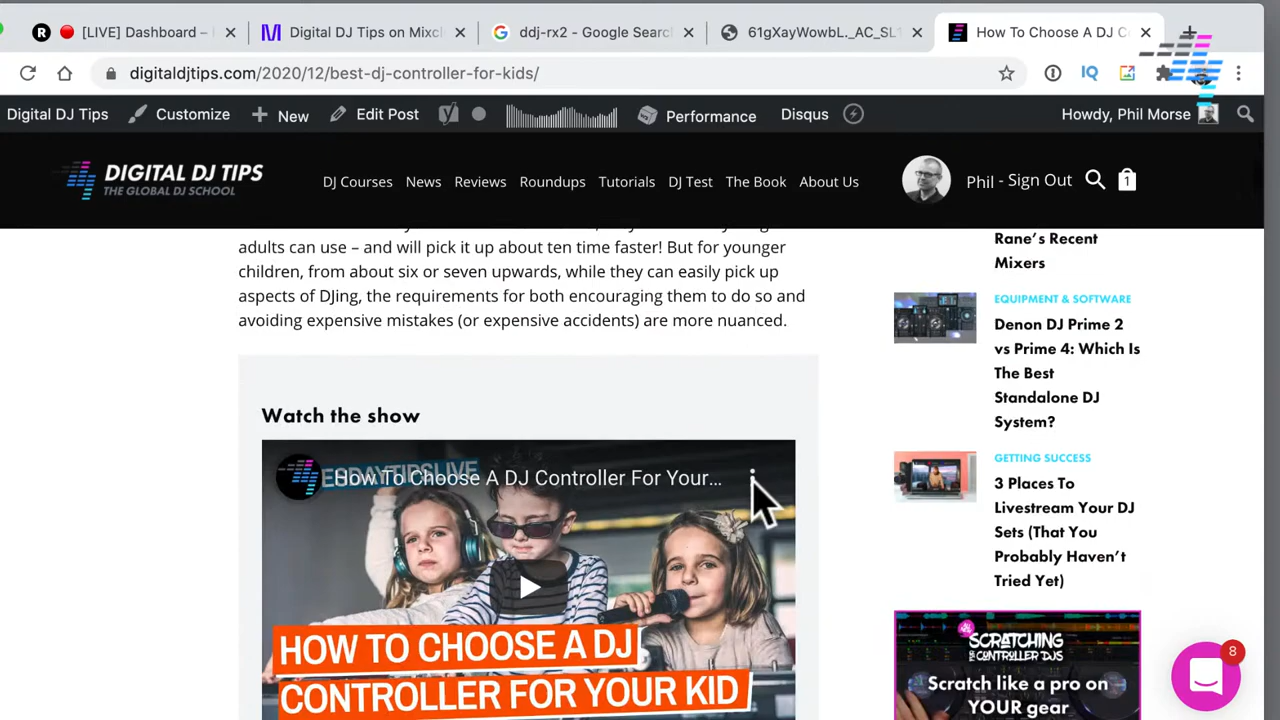 R [LIVE] Dashboard –
Digital DJ Tips on Mixcl
ddj-rx2 - Google Searc
61gXayWowbL._AC_SL1
How To Choose A DJ C
digitaldjtips.com/2020/12/best-dj-controller-for-kids/
IQ
Digital DJ Tips
Customize
New
Edit Post
Performance
Disqus
Howdy, Phil Morse
DIGITAL DJ TIPS
THE GLOBAL DJ SCHOOL
DJ Courses
News
Reviews
Roundups
Tutorials
DJ Test
The Book
About Us
Phil - Sign Out
1
adults can use – and will pick it up about ten time faster! But for younger
children, from about six or seven upwards, while they can easily pick up
aspects of DJing, the requirements for both encouraging them to do so and
avoiding expensive mistakes (or expensive accidents) are more nuanced.
Watch the show
How To Choose A DJ Controller For Your...
HOW TO CHOOSE A DJ
CONTROLLER FOR YOUR KID
Rane's Recent
Mixers
EQUIPMENT & SOFTWARE
Denon DJ Prime 2
vs Prime 4: Which Is
The Best
Standalone DJ
System?
GETTING SUCCESS
3 Places To
Livestream Your DJ
Sets (That You
Probably Haven't
Tried Yet)
SCRATCHING
FOR CONTROLLER DJS
Scratch like a pro on
YOUR gear
8